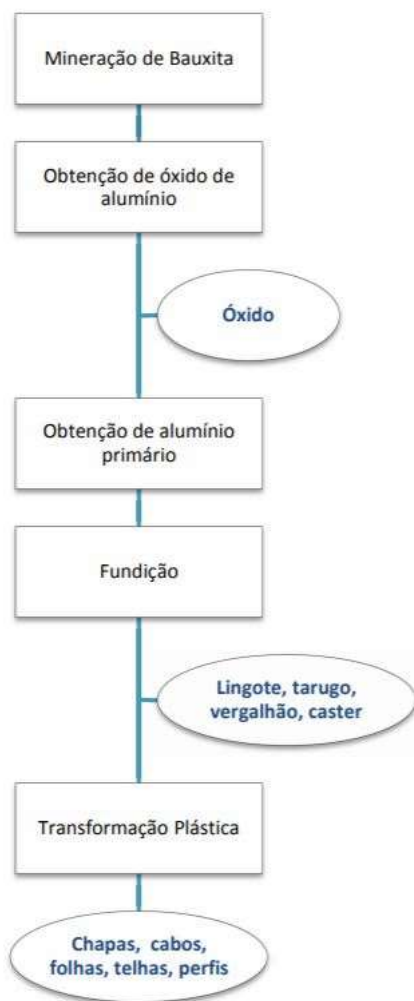 Mineração de Bauxita
Obtenção de óxido de
alumínio
Óxido
Obtenção de alumínio
primário
Fundição
Lingote, tarugo,
vergalhão, caster
Transformação Plástica
Chapas, cabos,
folhas, telhas, perfis